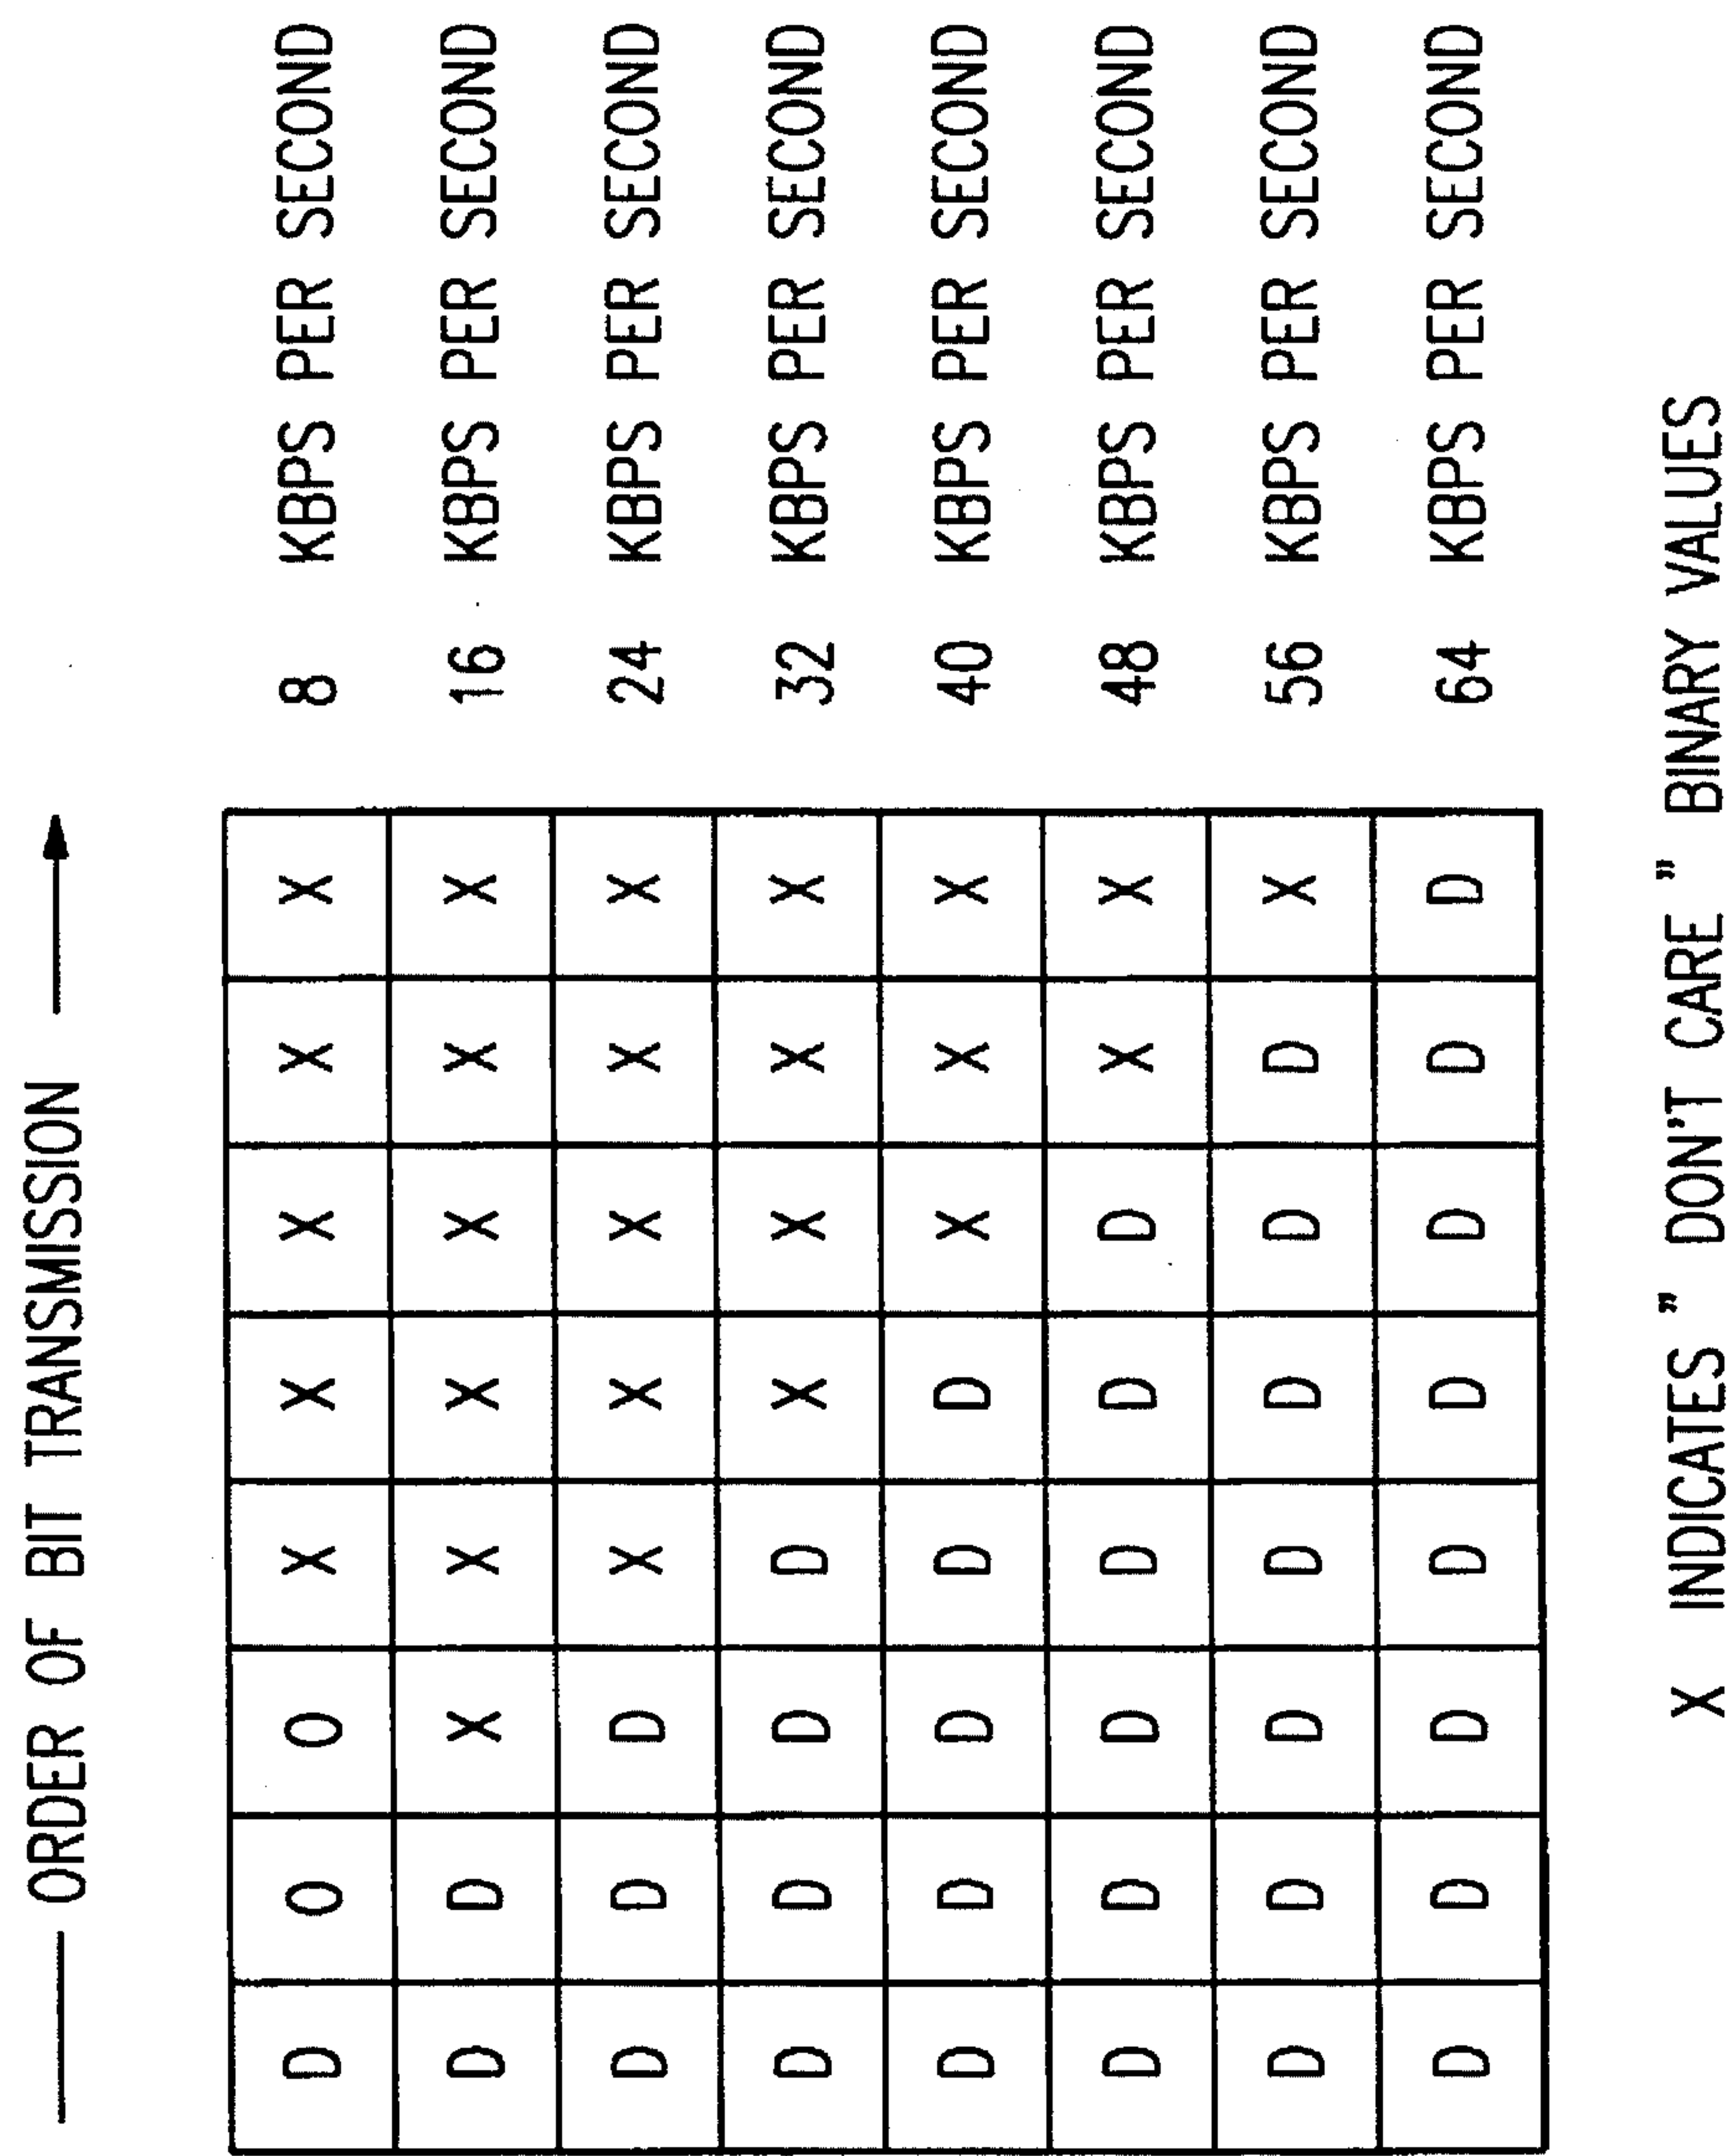 ORDER OF BIT TRANSMISSION
D O O X X X X X 8 KBPS PER SECOND
D D X X X X X X 16 KBPS PER SECOND
D D D X X X X X 24 KBPS PER SECOND
D D D D X X X X 32 KBPS PER SECOND
D D D D D X X X 40 KBPS PER SECOND
D D D D D D X X 48 KBPS PER SECOND
D D D D D D D X 56 KBPS PER SECOND
D D D D D D D D 64 KBPS PER SECOND
X INDICATES " DON'T CARE " BINARY VALUES